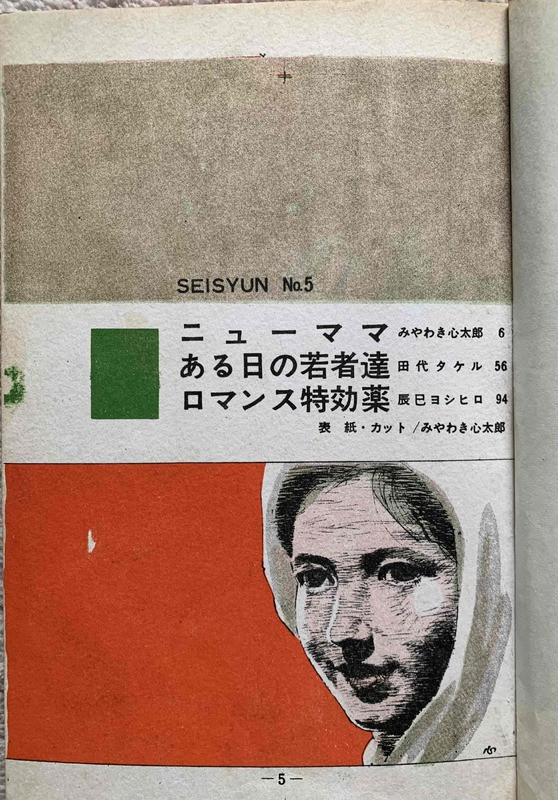 SEISYUN No.5
ニューママ みやわき心太郎 6
ある日の若者達 田代タケル 56
ロマンス特効薬 辰巳ヨシヒロ 94
表 紙・カット/みやわき心太郎
心
—5—